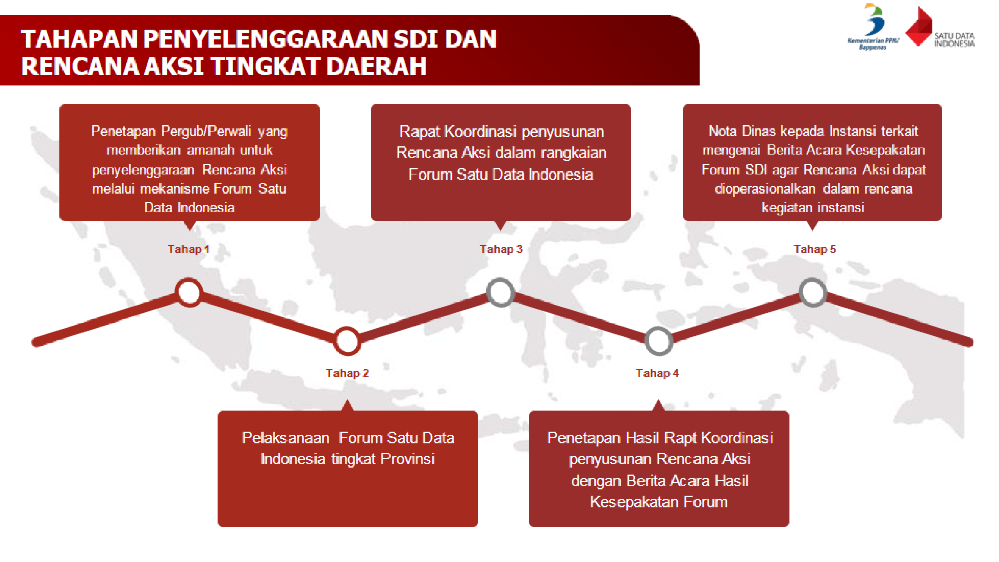 TAHAPAN PENYELENGGARAAN SDI DAN
RENCANA AKSI TINGKAT DAERAH
Kementerian PPN/
Bappenas
SATU DATA
INDONESIA
Penetapan Pergub/Perwali yang
memberikan amanah untuk
penyelenggaraan Rencana Aksi
melalui mekanisme Forum Satu
Data Indonesia
Tahap 1
Pelaksanaan Forum Satu Data
Indonesia tingkat Provinsi
Tahap 2
Rapat Koordinasi penyusunan
Rencana Aksi dalam rangkaian
Forum Satu Data Indonesia
Tahap 3
Penetapan Hasil Rapt Koordinasi
penyusunan Rencana Aksi
dengan Berita Acara Hasil
Kesepakatan Forum
Tahap 4
Nota Dinas kepada Instansi terkait
mengenai Berita Acara Kesepakatan
Forum SDI agar Rencana Aksi dapat
dioperasionalkan dalam rencana
kegiatan instansi
Tahap 5